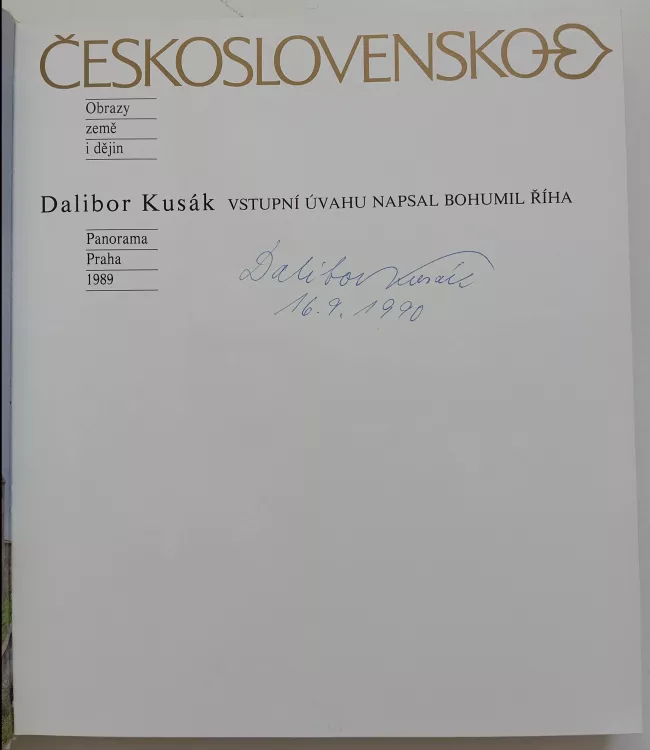 ČESKOSLOVENSKO
Obrazy
země
i dějin
Dalibor Kusák VSTUPNÍ ÚVAHU NAPSAL BOHUMIL ŘÍHA
Panorama
Praha
1989
Dalibor Kusák
16.9.1990